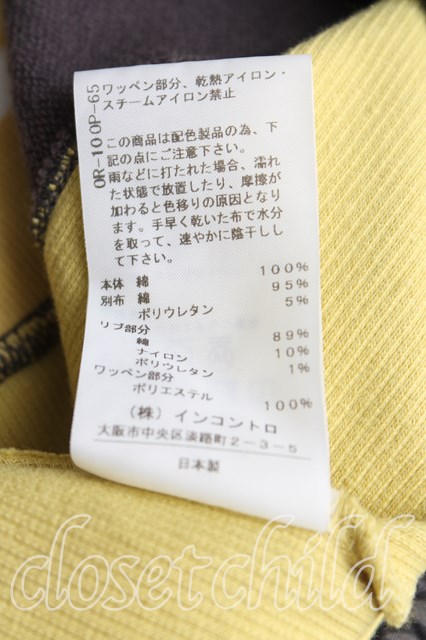 OR-10 0P-65
ワッペン部分、乾熱アイロン・
スチームアイロン禁止
この商品は配色製品の為、下
記の点にご注意下さい。
雨などに打たれた場合、濡れ
た状態で放置したり、摩擦が
加わると色移りの原因となり
ます。手早く乾いた布で水分
を取って、速やかに陰干しし
て下さい。
100%
本体 綿
95%
別布 綿
5%
ポリウレタン
リブ部分
綿 89%
ナイロン 10%
ポリウレタン 1%
ワッペン部分
ポリエステル
100%
(株) インコントロ
大阪市中央区淡路町2-3-5
日本製
closet child